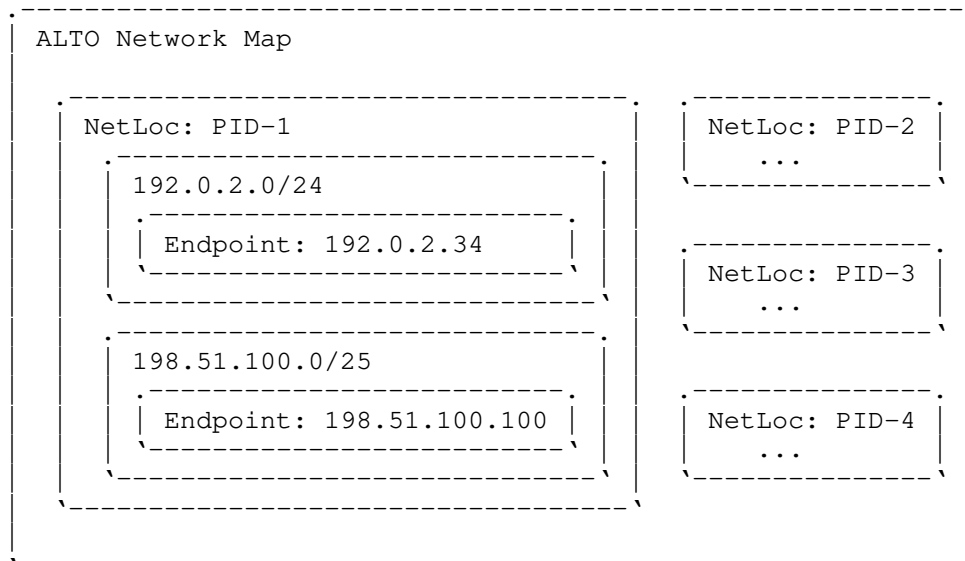 ALTO Network Map
NetLoc: PID-1
192.0.2.0/24
Endpoint: 192.0.2.34
198.51.100.0/25
Endpoint: 198.51.100.100
NetLoc: PID-2
...
NetLoc: PID-3
...
NetLoc: PID-4
...